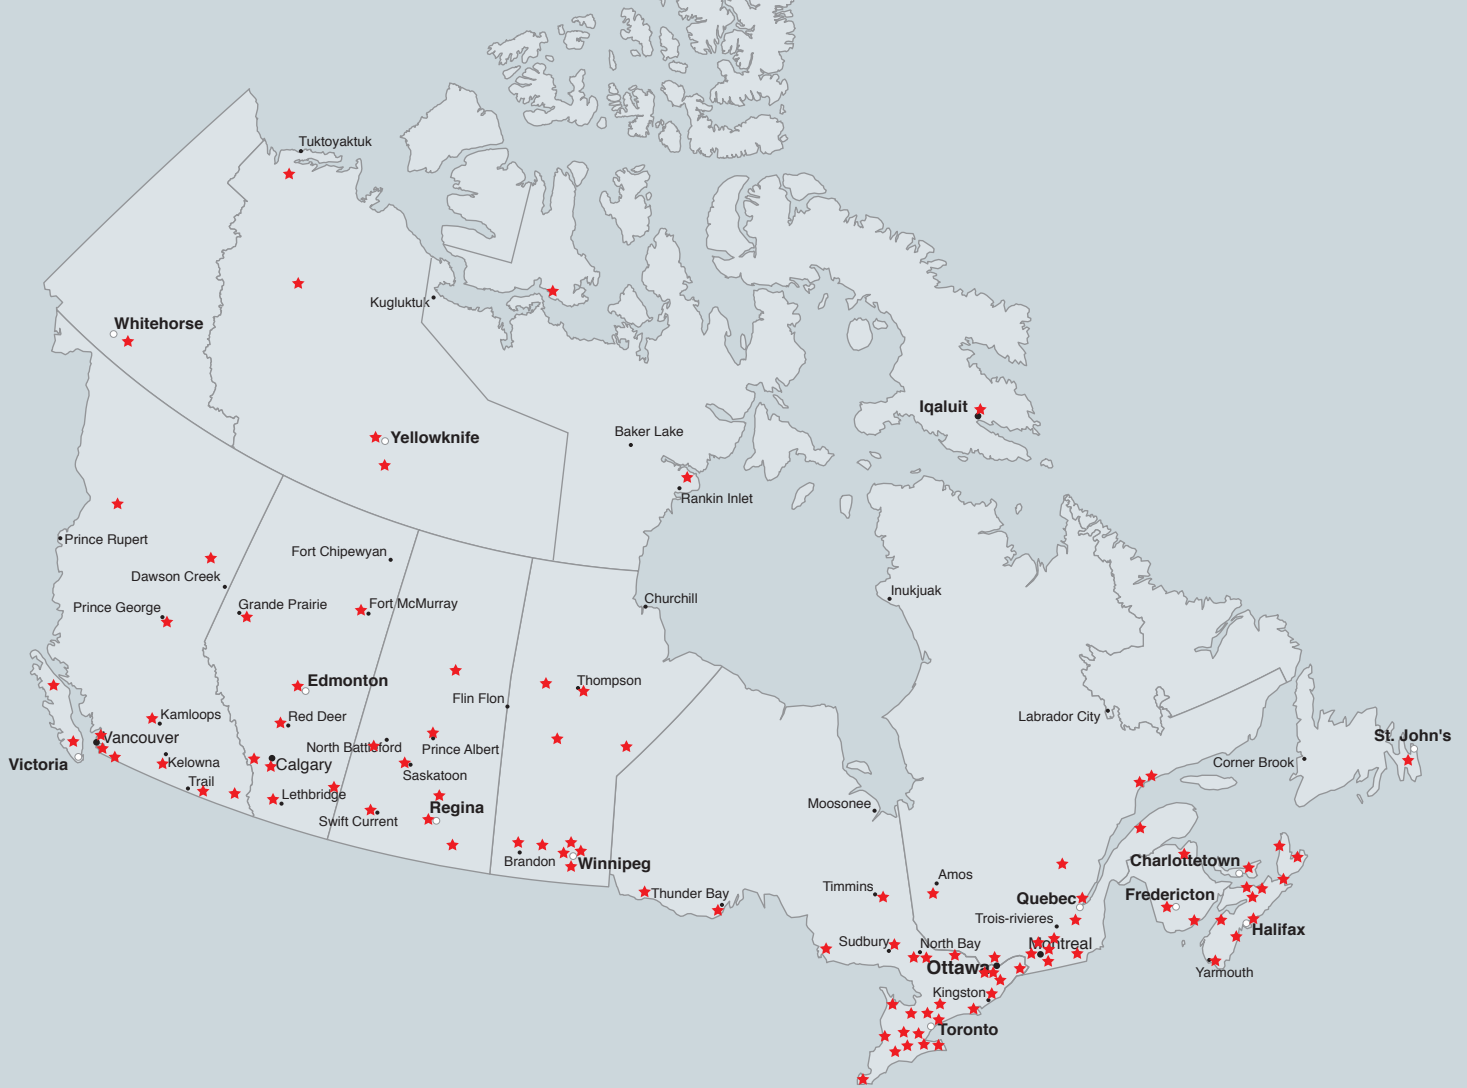 Tuktoyaktuk
Kugluktuk
Whitehorse
Iqaluit
Baker Lake
Yellowknife
Rankin Inlet
Prince Rupert
Fort Chipewyan
Dawson Creek
Inukjuak
Churchill
Grande Prairie
Fort McMurray
Prince George
Edmonton
Thompson
Flin Flon
Kamloops
Red Deer
Labrador City
Vancouver
St. John's
North Battleford
Prince Albert
Victoria
Kelowna
Calgary
Corner Brook
Saskatoon
Trail
Lethbridge
Moosonee
Regina
Swift Current
Brandon
Winnipeg
Charlottetown
Amos
Timmins
Thunder Bay
Fredericton
Quebec
Trois-rivieres
Halifax
Sudbury
North Bay
Montreal
Ottawa
Yarmouth
Kingston
Toronto